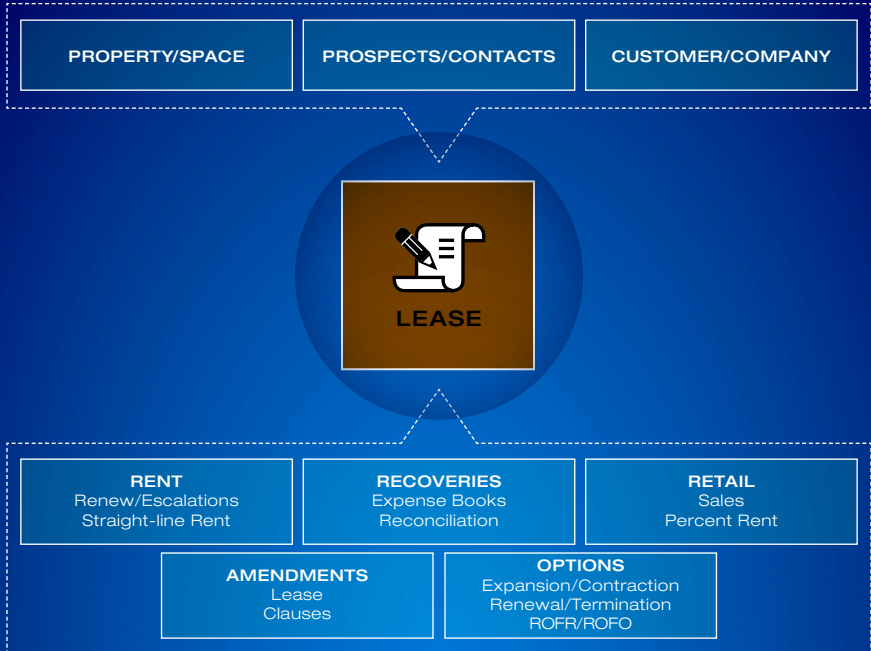 PROPERTY/SPACE
PROSPECTS/CONTACTS
CUSTOMER/COMPANY
LEASE
RENT
Renew/Escalations
Straight-line Rent
RECOVERIES
Expense Books
Reconciliation
RETAIL
Sales
Percent Rent
AMENDMENTS
Lease
Clauses
OPTIONS
Expansion/Contraction
Renewal/Termination
ROFR/ROFO